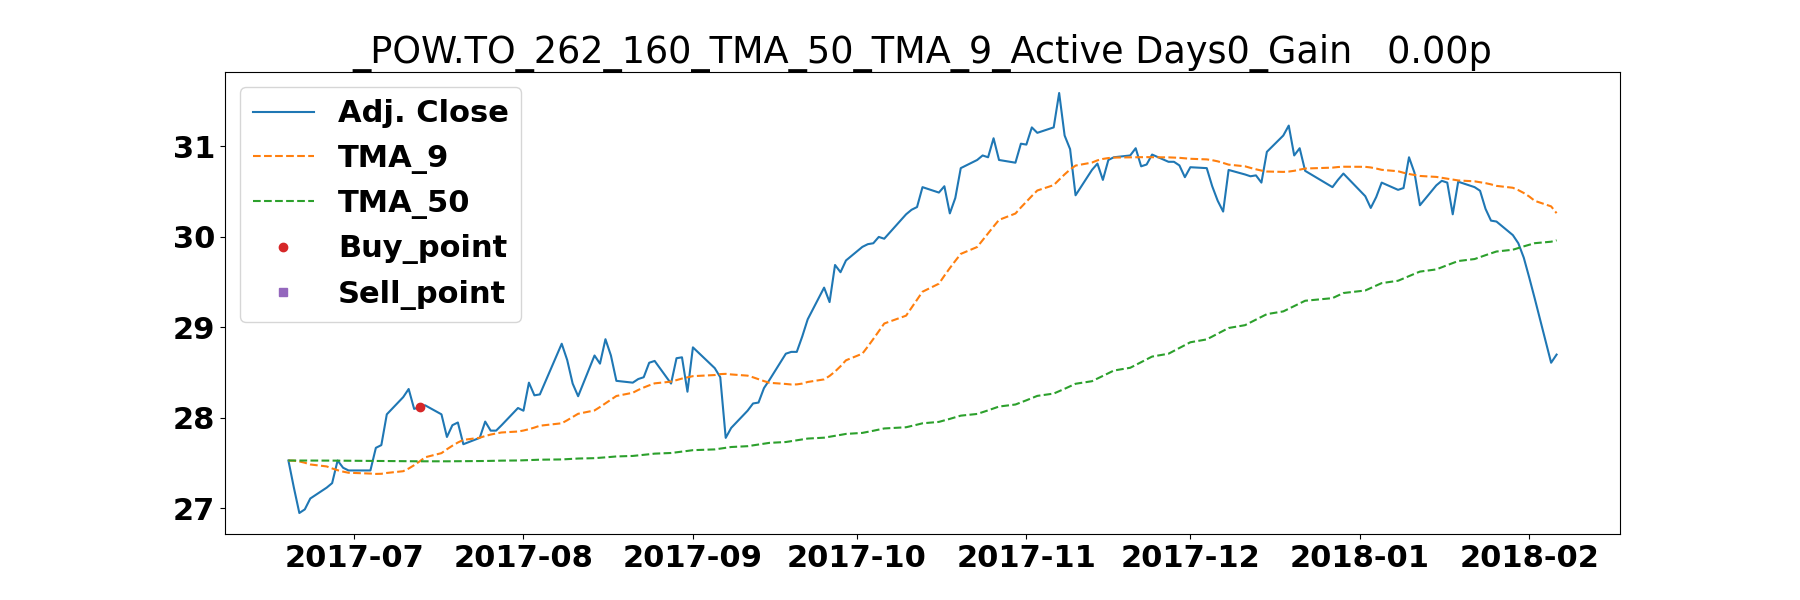 _POW.TO_262_160_TMA_50_TMA_9_Active Days0_Gain   0.00p
Adj. Close
TMA_9
TMA_50
Buy_point
Sell_point
31
30
29
28
27
2017-07 2017-08 2017-09 2017-10 2017-11 2017-12 2018-01 2018-02